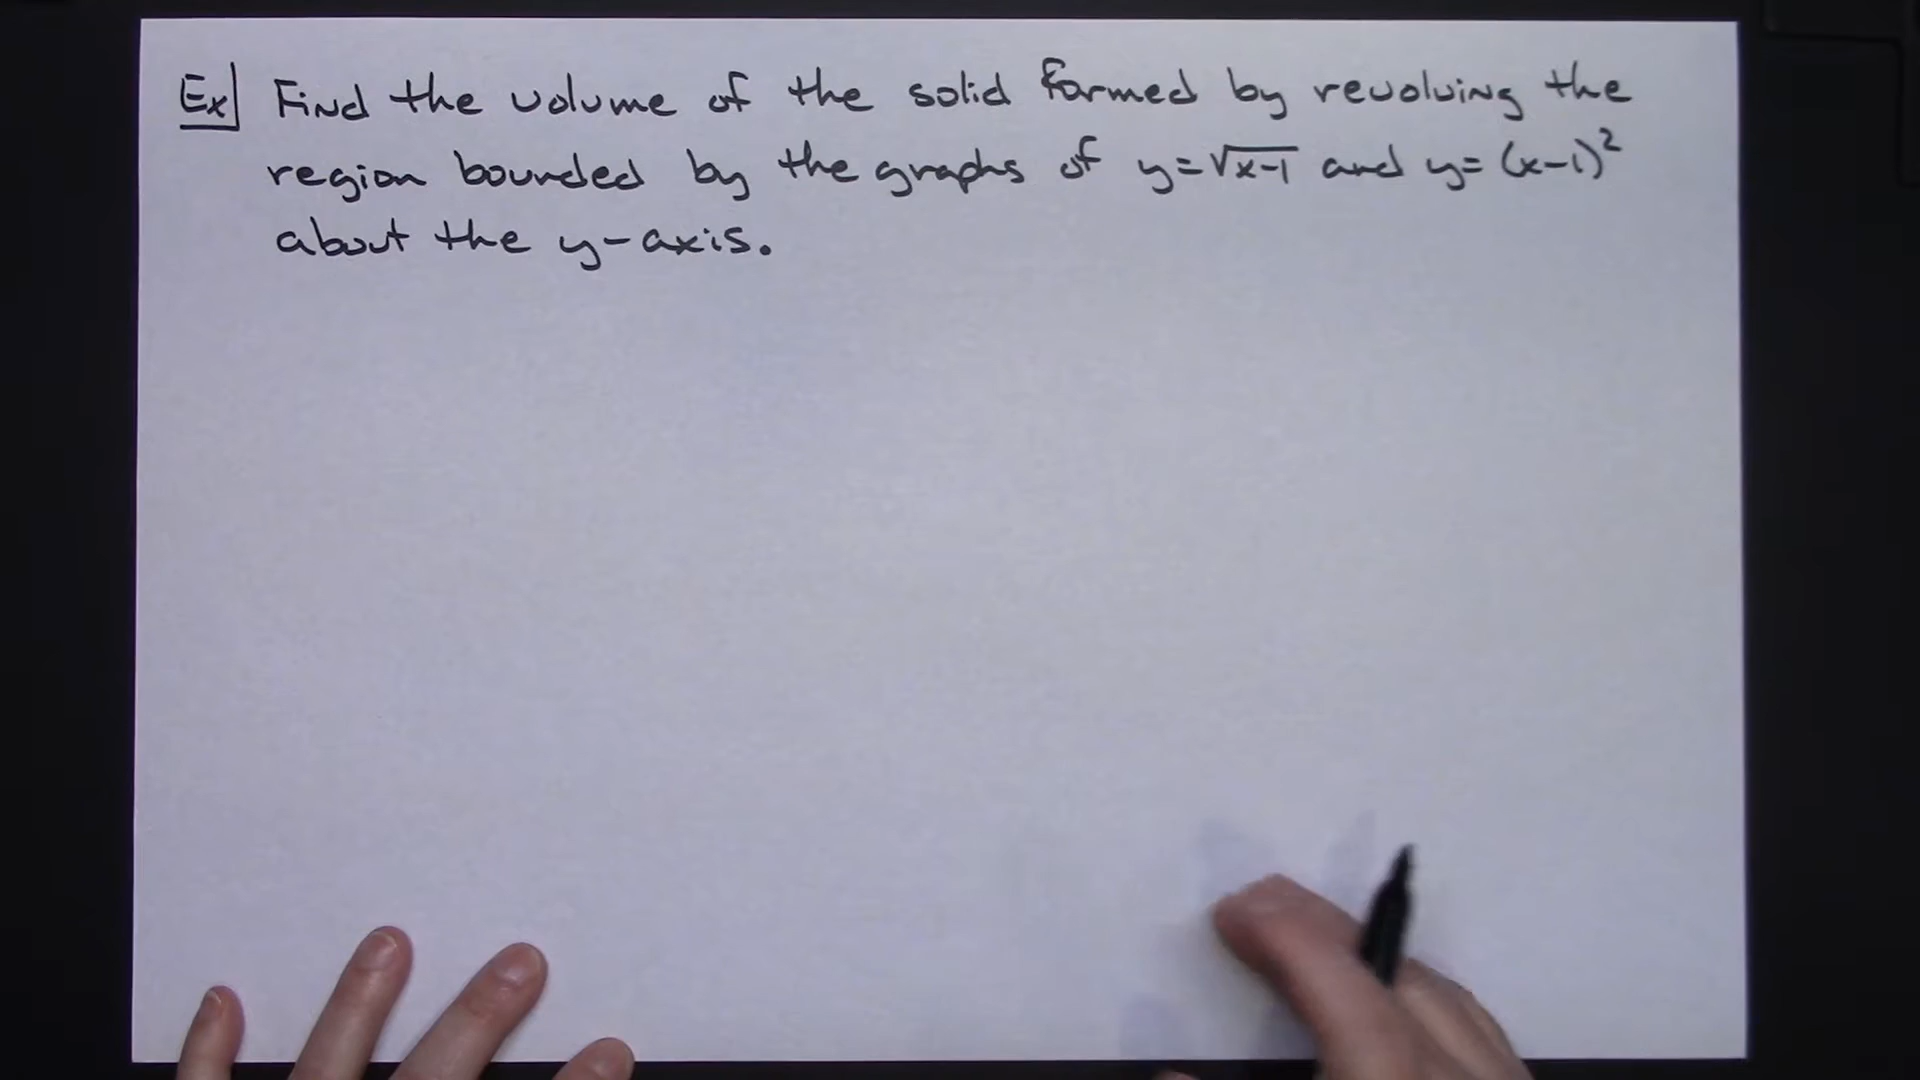 Ex Find the volume of the solid formed by revolving the
region bounded by the graphs of y=√x-1 and y=(x-1)²
about the y-axis.